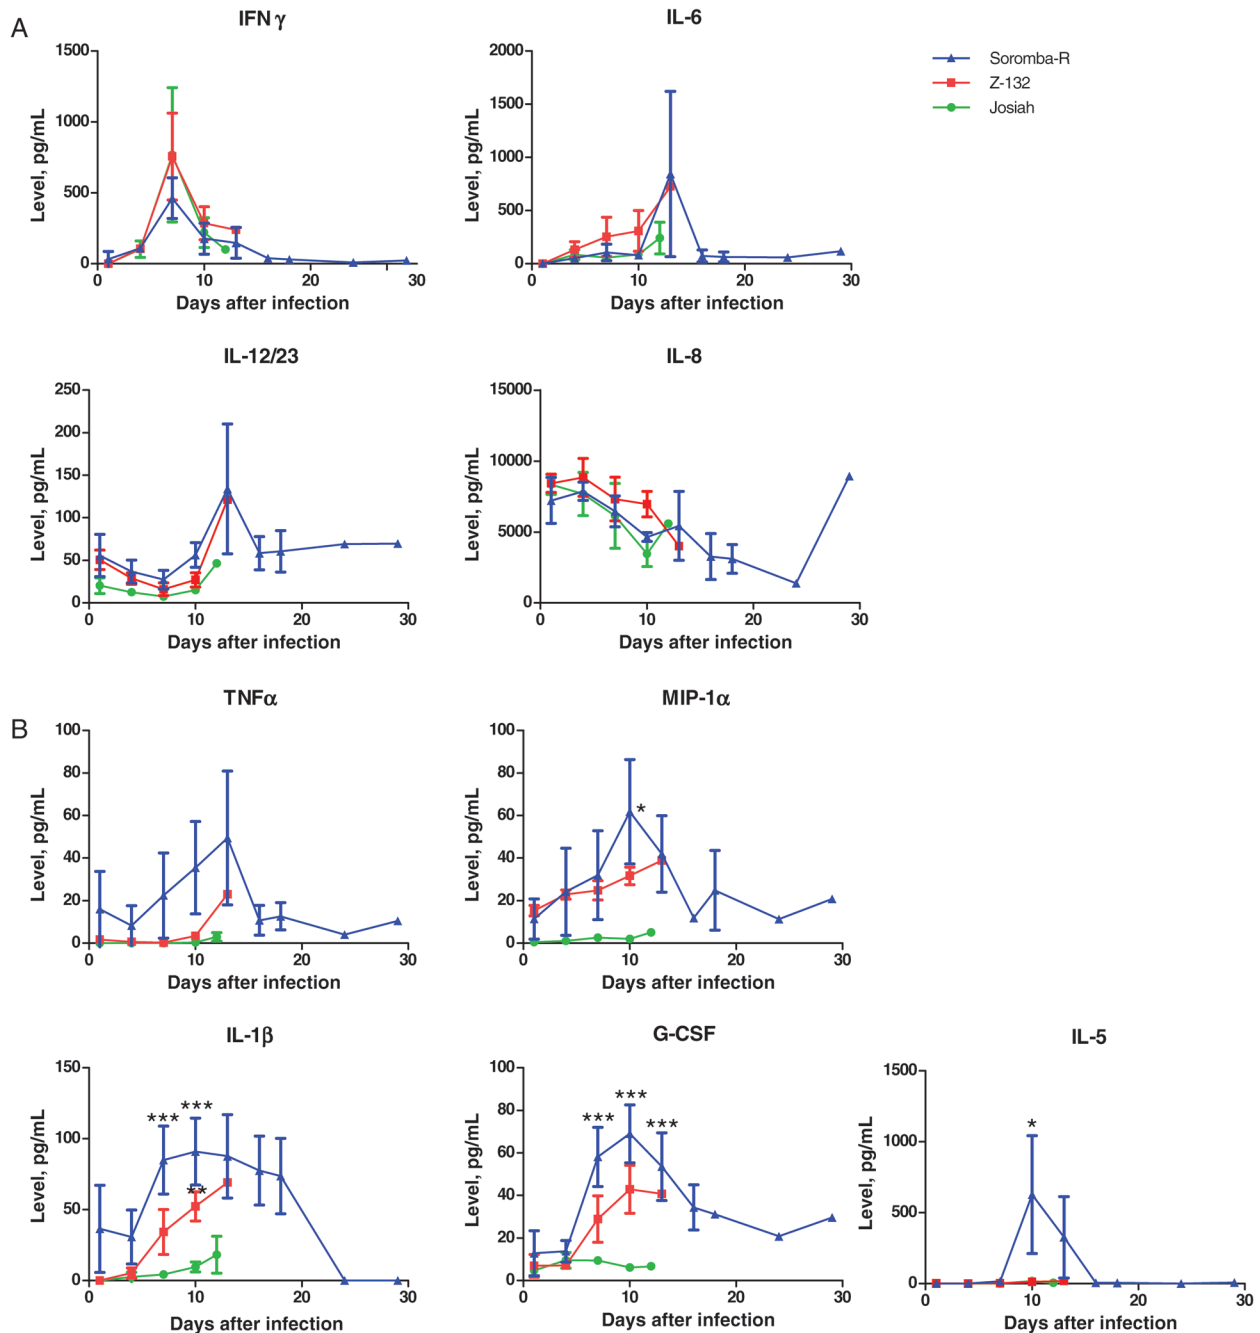 A
IFN γ
Level, pg/mL
1500
1000
500
0
0
10
20
30
Days after infection
IL-6
Level, pg/mL
2000
1500
1000
500
0
0
10
20
30
Days after infection
Soromba-R
Z-132
Josiah
IL-12/23
Level, pg/mL
250
200
150
100
50
0
0
10
20
30
Days after infection
IL-8
Level, pg/mL
15000
10000
5000
0
0
10
20
30
Days after infection
B
TNFα
Level, pg/mL
100
80
60
40
20
0
0
10
20
30
Days after infection
MIP-1α
Level, pg/mL
100
80
60
40
20
0
*
0
10
20
30
Days after infection
IL-1β
Level, pg/mL
150
100
50
0
***
***
**
0
10
20
30
Days after infection
G-CSF
Level, pg/mL
100
80
60
40
20
0
***
***
***
0
10
20
30
Days after infection
IL-5
Level, pg/mL
1500
1000
500
0
*
0
10
20
30
Days after infection